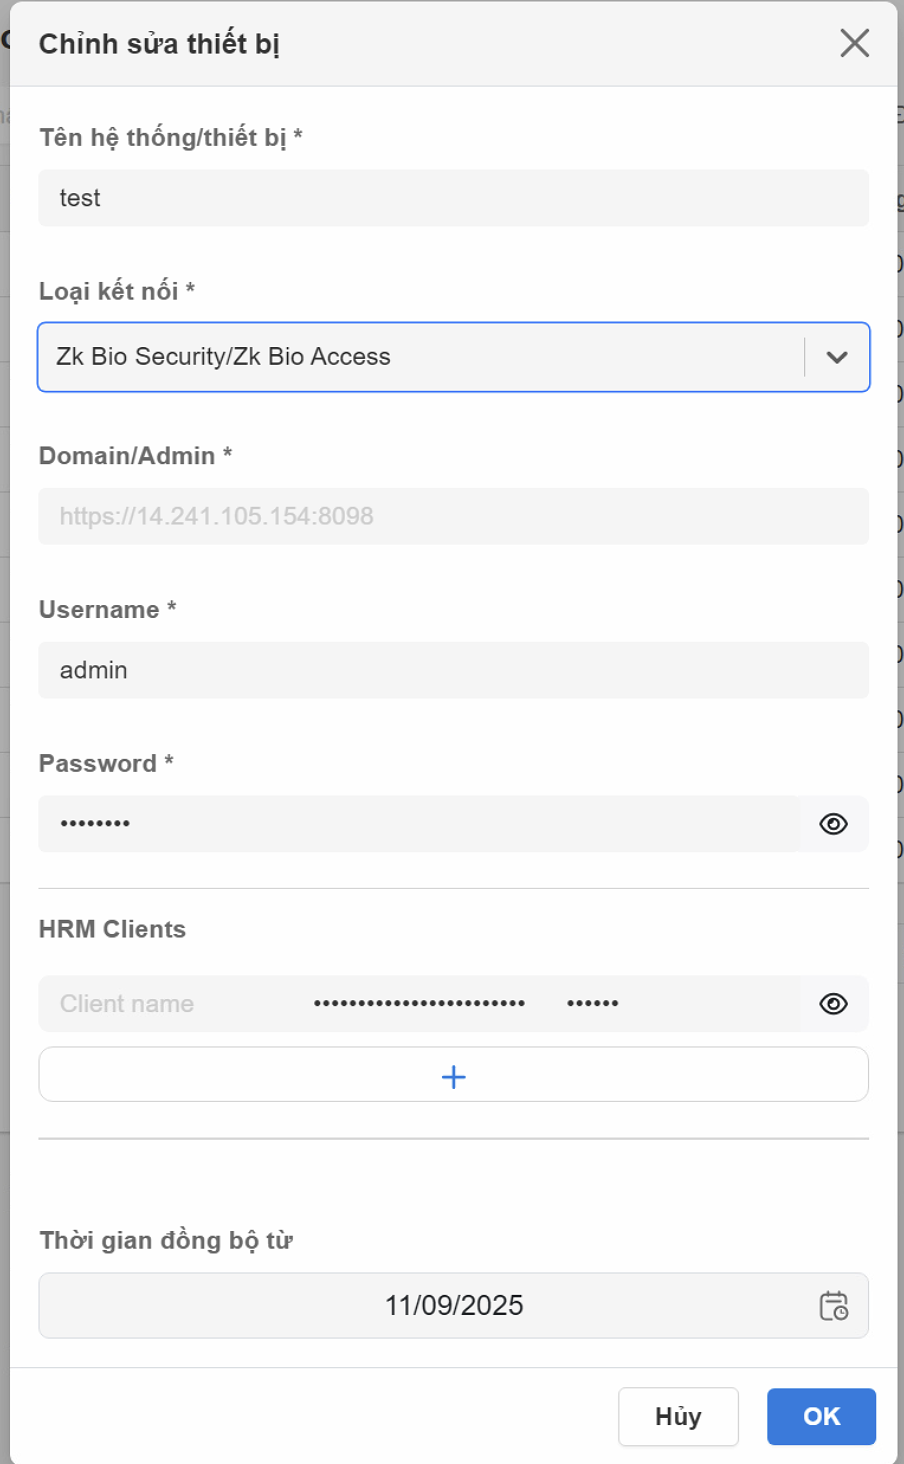 Chỉnh sửa thiết bị
Tên hệ thống/thiết bị *
test
Loại kết nối *
Zk Bio Security/Zk Bio Access
Domain/Admin *
https://14.241.105.154:8098
Username *
admin
Password *
••••••••
HRM Clients
Client name •••••••••••••••••••••••• ••••••
+
Thời gian đồng bộ từ
11/09/2025
Hủy
OK